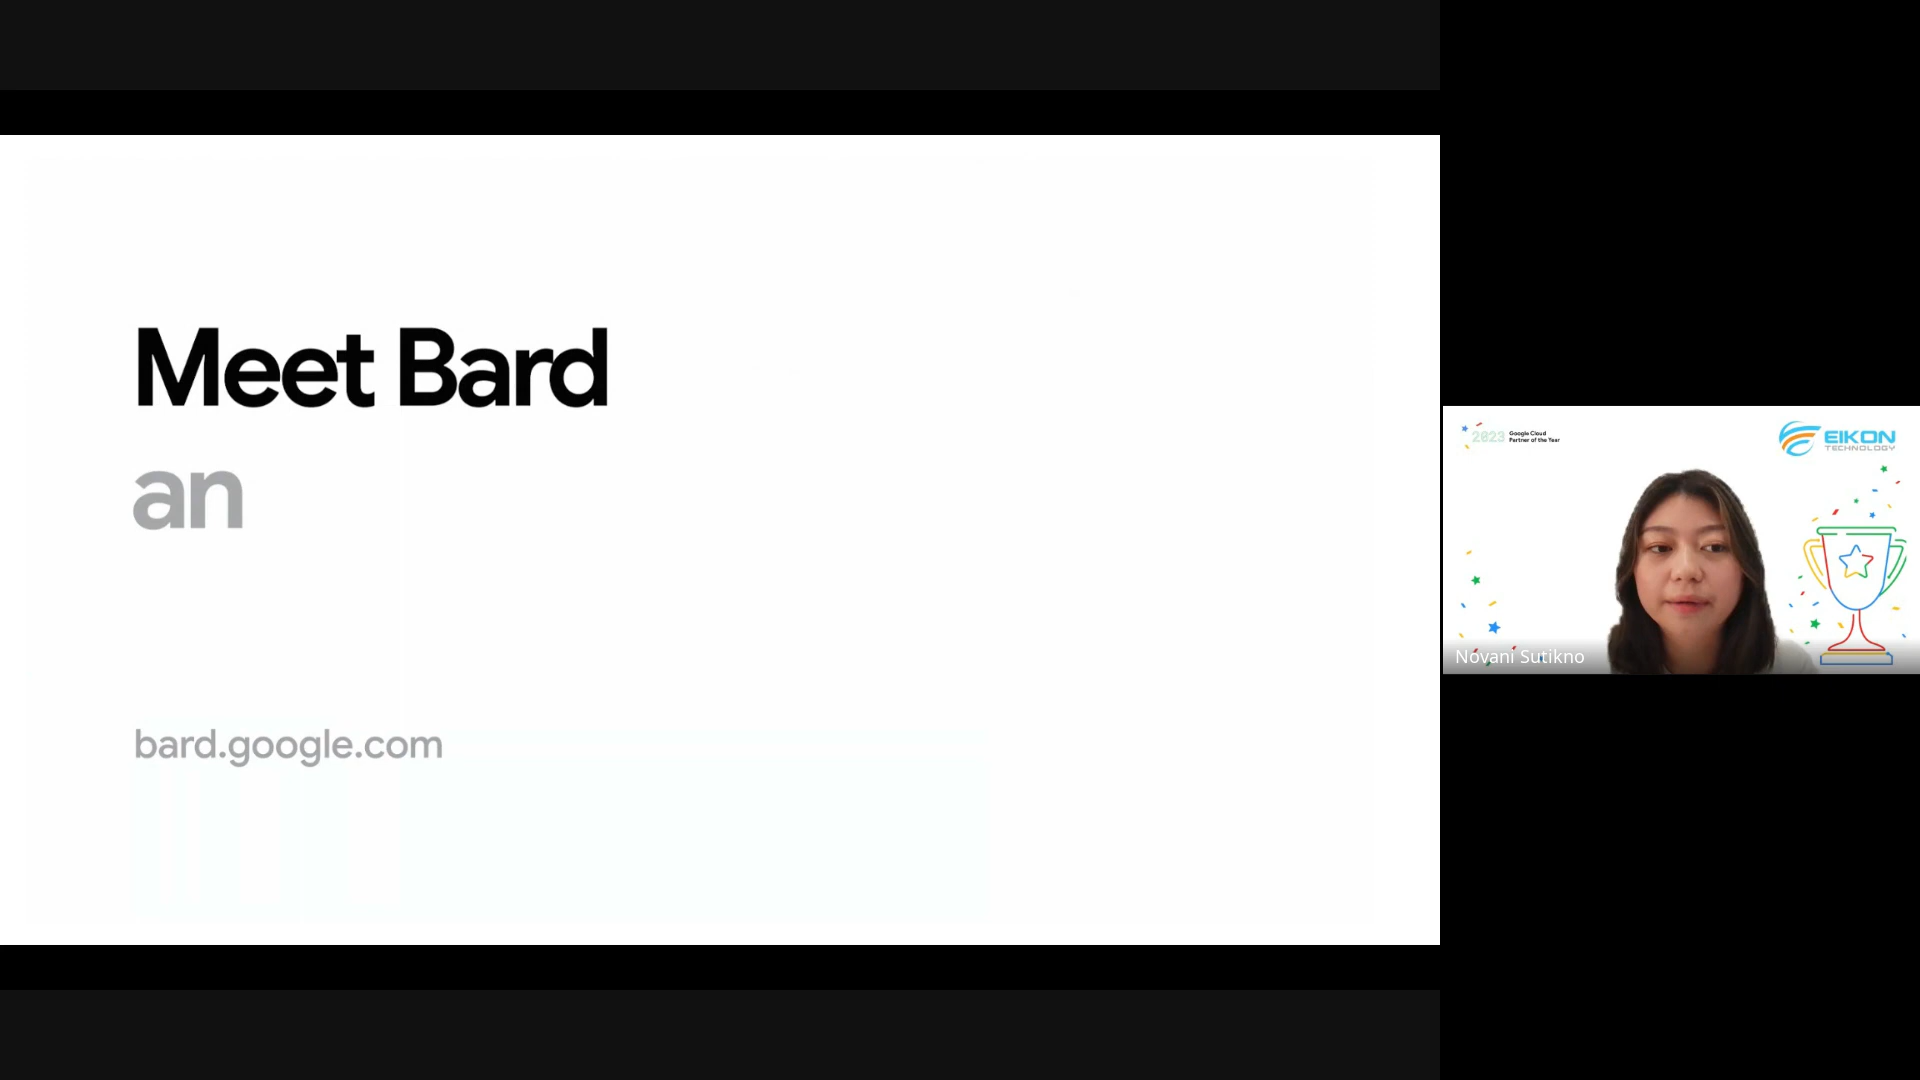 Meet Bard
an
bard.google.com
2023 Google Cloud
Partner of the Year
EIKON
TECHNOLOGY
Novani Sutikno